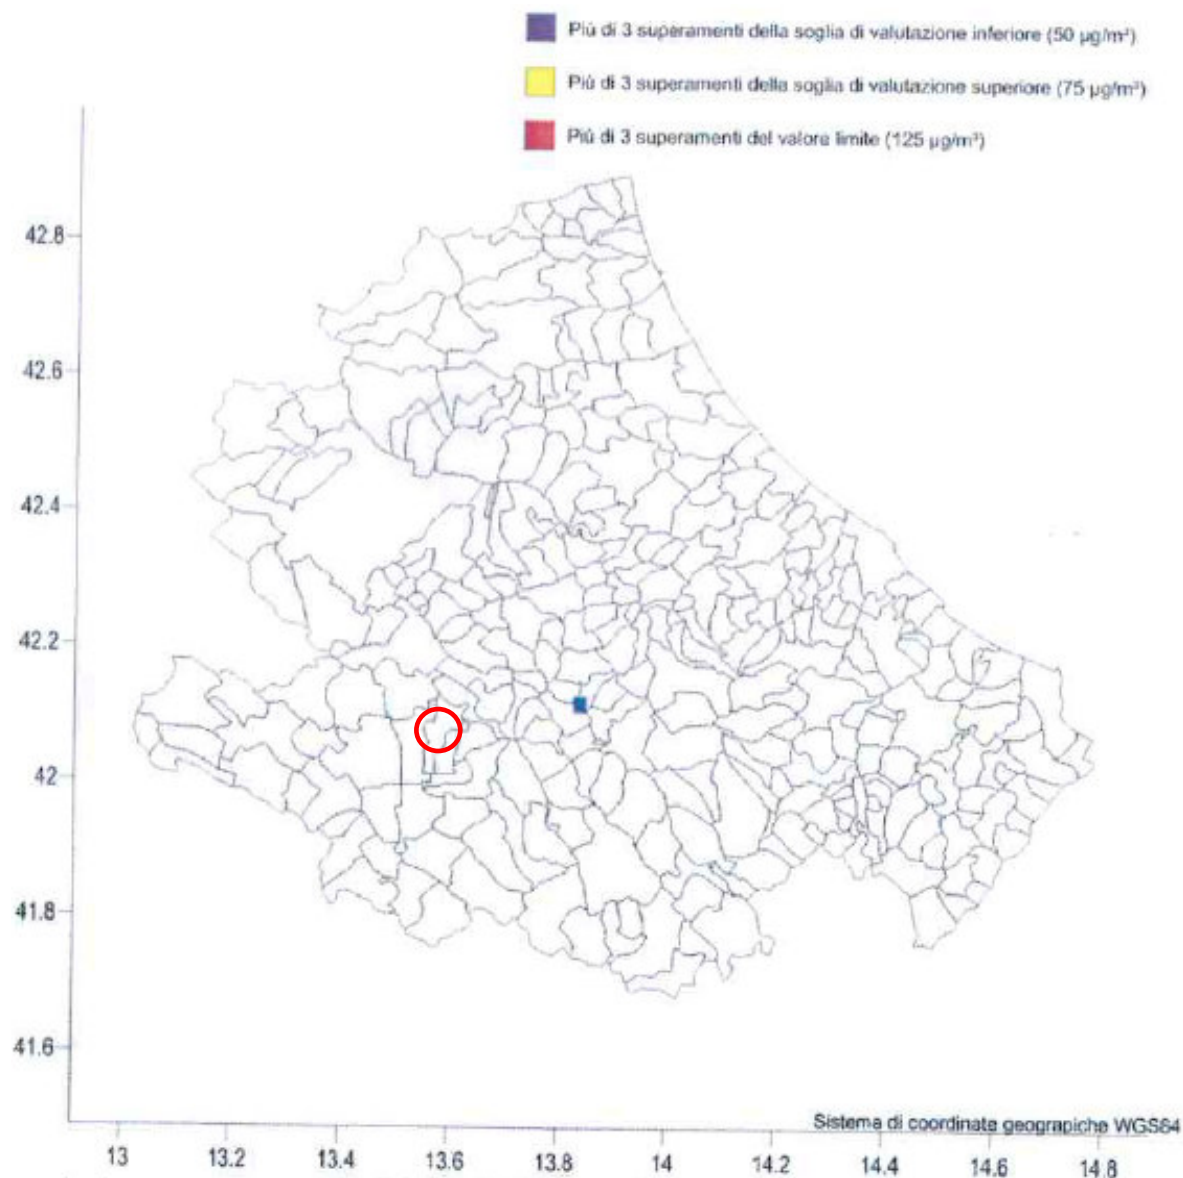 Più di 3 superamenti della soglia di valutazione inferiore (50 µg/m³)
Più di 3 superamenti della soglia di valutazione superiore (75 µg/m³)
Più di 3 superamenti del valore limite (125 µg/m³)
42.8
42.6
42.4
42.2
42
41.8
41.6
Sistema di coordinate geograpiche WGS84
13 13.2 13.4 13.6 13.8 14 14.2 14.4 14.6 14.8